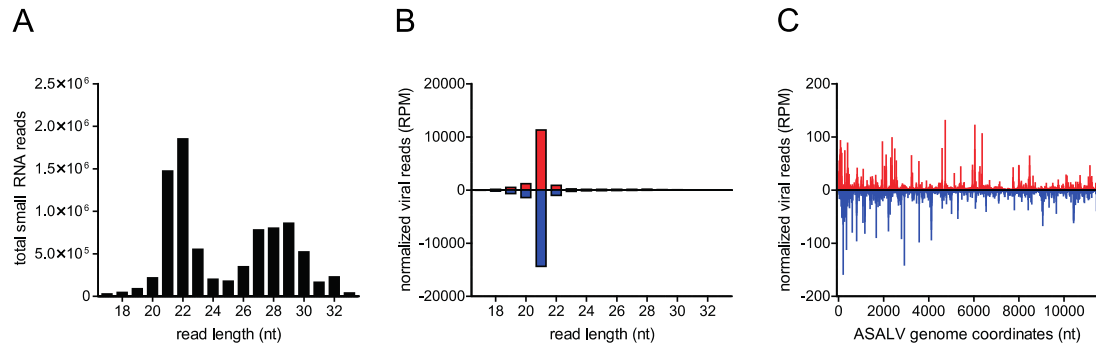 A
B
C
total small RNA reads
2.5×10⁶
2.0×10⁶
1.5×10⁶
1.0×10⁶
5.0×10⁵
0
18 20 22 24 26 28 30 32
read length (nt)
normalized viral reads (RPM)
20000
10000
0
-10000
-20000
18 20 22 24 26 28 30 32
read length (nt)
normalized viral reads (RPM)
200
100
0
-100
-200
0 2000 4000 6000 8000 10000
ASALV genome coordinates (nt)